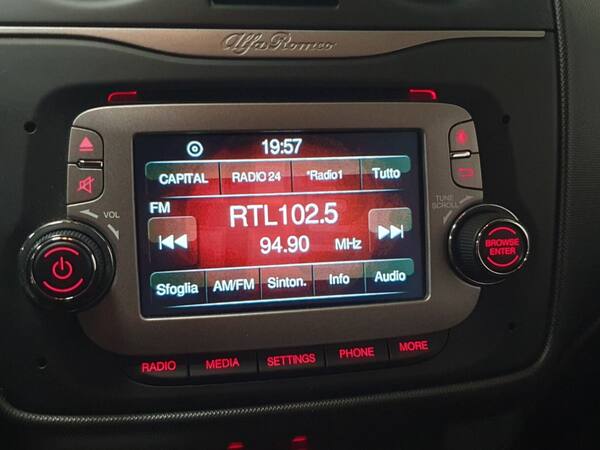 Alfa Romeo
19:57
CAPITAL RADIO 24 *Radio1 Tutto
FM
RTL102.5
94.90 MHz
Sfoglia AM/FM Sinton. Info Audio
VOL
TUNE
SCROLL
BROWSE
ENTER
RADIO MEDIA SETTINGS PHONE MORE